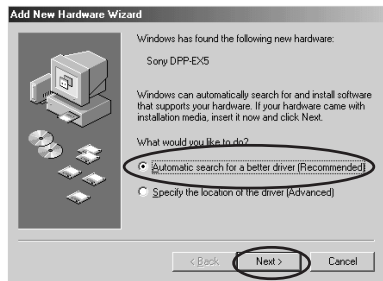 Add New Hardware Wizard
Windows has found the following new hardware:
Sony DPP-EX5
Windows can automatically search for and install software
that supports your hardware. If your hardware came with
installation media, insert it now and click Next.
What would you like to do?
Automatic search for a better driver (Recommended)
Specify the location of the driver (Advanced)
< Back
Next >
Cancel